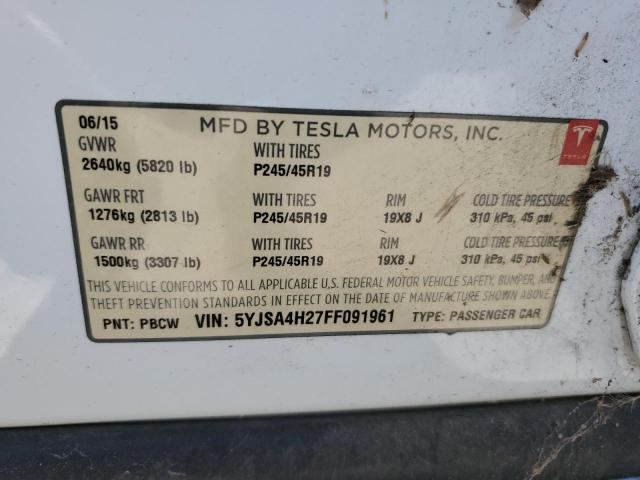 06/15 MFD BY TESLA MOTORS, INC.
GVWR WITH TIRES
2640kg (5820 lb) P245/45R19
TESLA
GAWR FRT WITH TIRES RIM COLD TIRE PRESSURE
1276kg (2813 lb) P245/45R19 19X8 J 310 kPa, 45 psi
GAWR RR WITH TIRES RIM COLD TIRE PRESSURE
1500kg (3307 lb) P245/45R19 19X8 J 310 kPa, 45 psi
THIS VEHICLE CONFORMS TO ALL APPLICABLE U.S. FEDERAL MOTOR VEHICLE SAFETY, BUMPER, AND
THEFT PREVENTION STANDARDS IN EFFECT ON THE DATE OF MANUFACTURE SHOWN ABOVE.
PNT: PBCW VIN: 5YJSA4H27FF091961 TYPE: PASSENGER CAR